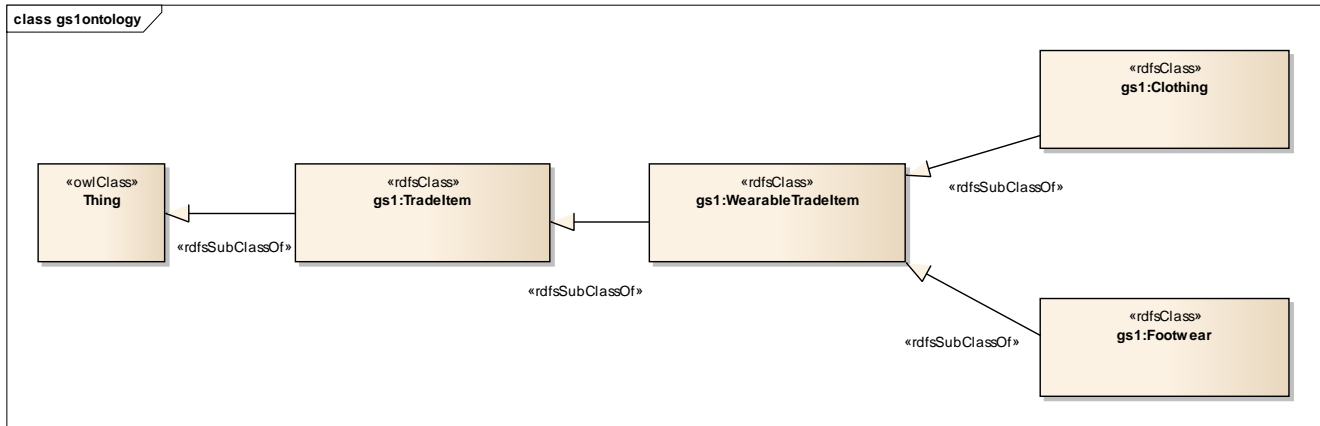 class gs1ontology
«rdfsClass»
gs1:Clothing
«owlClass»
Thing
«rdfsClass»
gs1:TradeItem
«rdfsClass»
gs1:WearableTradeItem
«rdfsSubClassOf»
«rdfsSubClassOf»
«rdfsSubClassOf»
«rdfsSubClassOf»
«rdfsClass»
gs1:Footwear